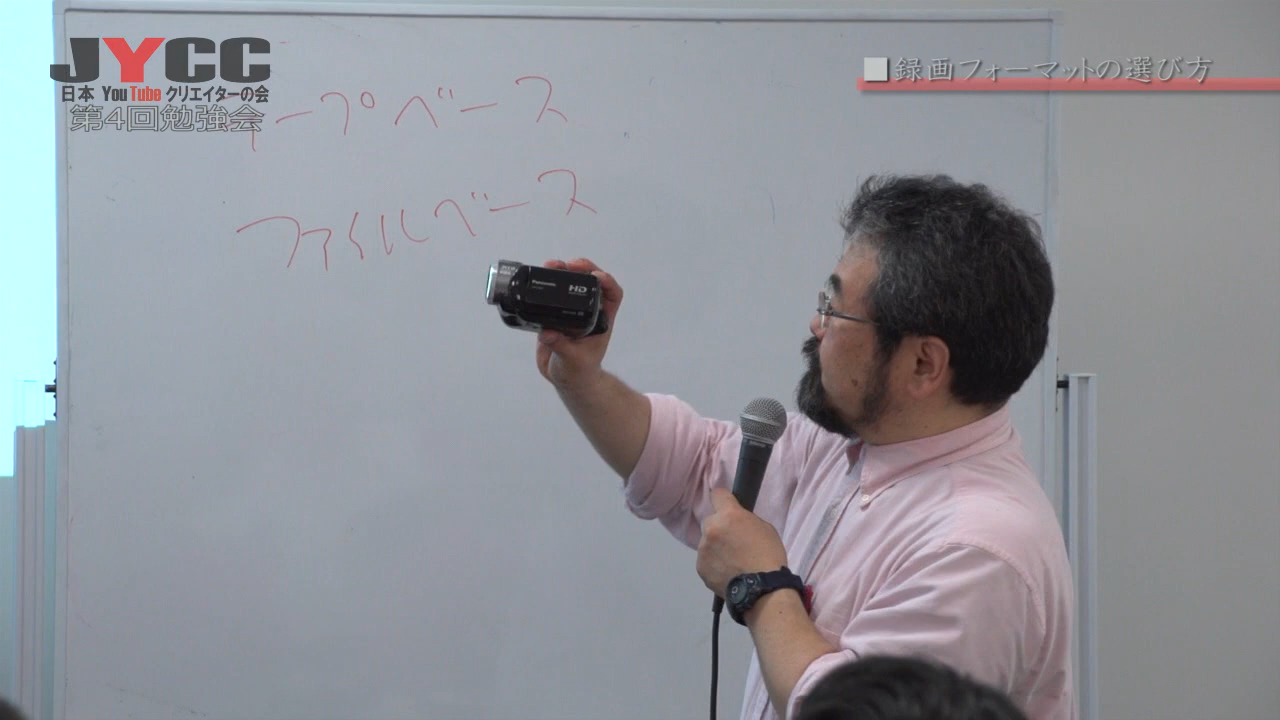 JYCC
日本 YouTube クリエイターの会
第4回勉強会
■録画フォーマットの選び方
テープベース
ファイルベース
Panasonic
HD